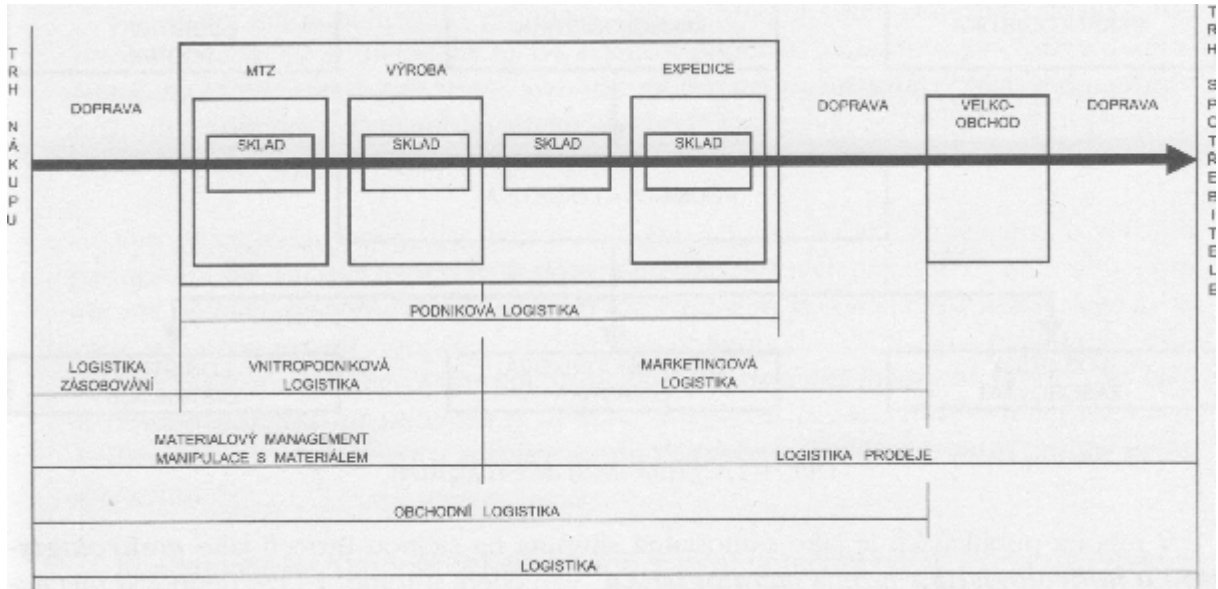 TRH NÁKUPU
DOPRAVA
MTZ
SKLAD
VÝROBA
SKLAD
SKLAD
EXPEDICE
SKLAD
DOPRAVA
VELKO-
OBCHOD
DOPRAVA
TRH SPOTŘEBITELE
PODNIKOVÁ LOGISTIKA
LOGISTIKA
ZÁSOBOVÁNÍ
VNITROPODNIKOVÁ
LOGISTIKA
MARKETINGOVÁ
LOGISTIKA
MATERIALOVÝ MANAGEMENT
MANIPULACE S MATERIÁLEM
LOGISTIKA PRODEJE
OBCHODNÍ LOGISTIKA
LOGISTIKA